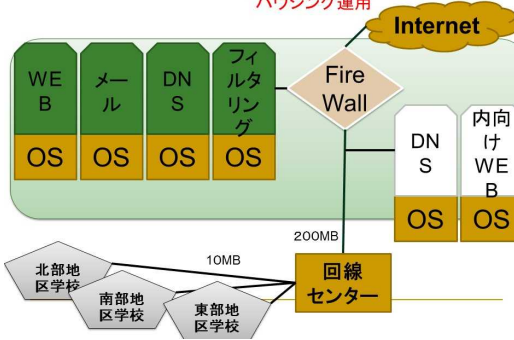 ハウジング運用
Internet
WE
B
OS
メー
ル
OS
DN
S
OS
フィ
ルタ
リン
グ
OS
Fire
Wall
DN
S
OS
内向
け
WE
B
OS
200MB
10MB
回線
センター
北部地
区学校
南部地
区学校
東部地
区学校